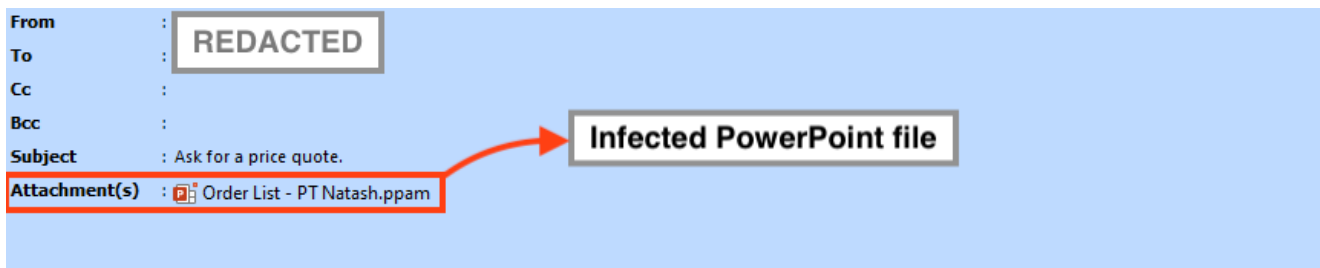 From :
REDACTED
To :
Cc :
Bcc :
Infected PowerPoint file
Subject : Ask for a price quote.
Attachment(s) : Order List - PT Natash.ppam